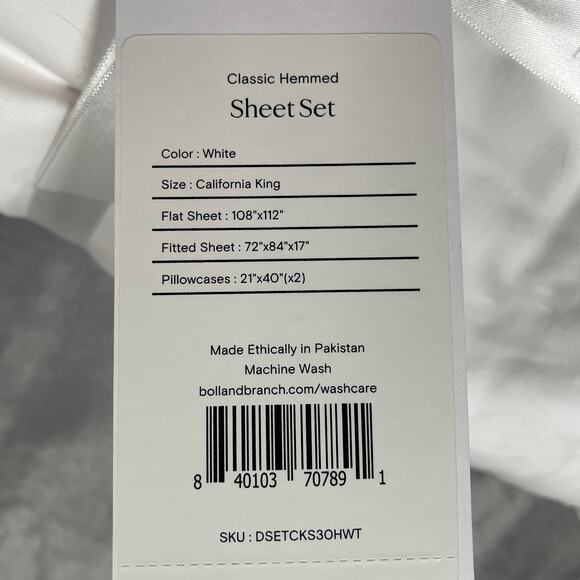 Classic Hemmed
Sheet Set
Color : White
Size : California King
Flat Sheet : 108"x112"
Fitted Sheet : 72"x84"x17"
Pillowcases : 21"x40"(x2)
Made Ethically in Pakistan
Machine Wash
bollandbranch.com/washcare
8 40103 70789 1
SKU : DSETCKS30HWT